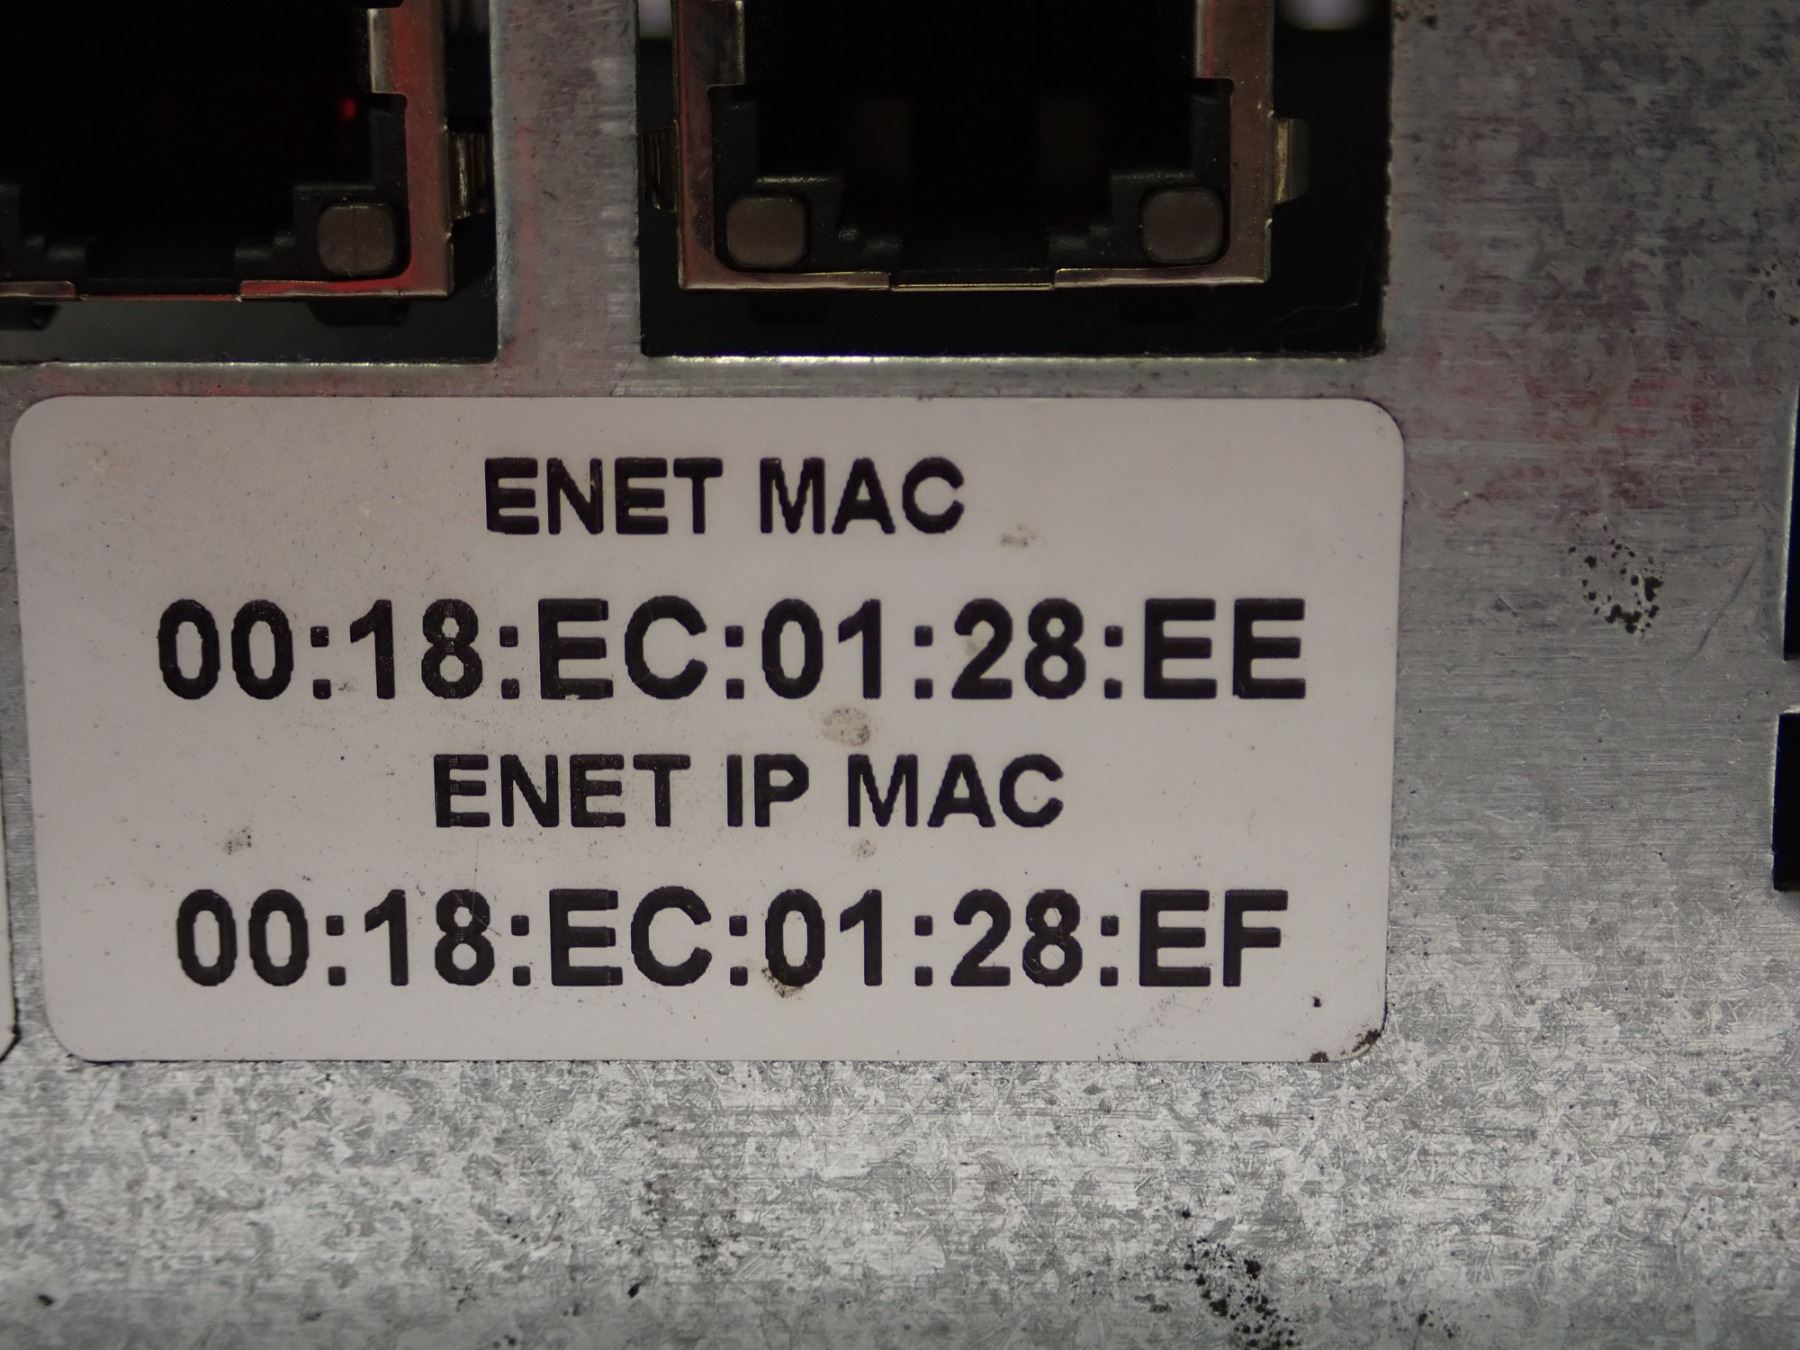 ENET MAC
00:18:EC:01:28:EE
ENET IP MAC
00:18:EC:01:28:EF